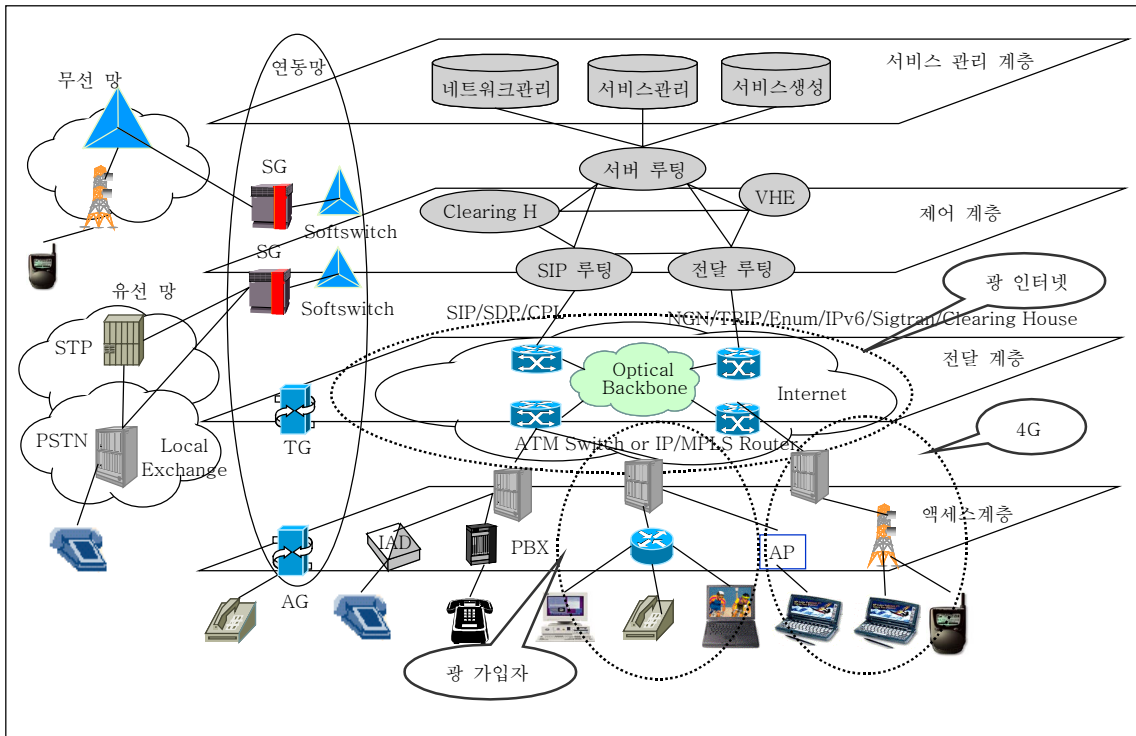 무선 망
연동망
서비스 관리 계층
네트워크관리
서비스관리
서비스생성
서버 루팅
SG
Softswitch
Clearing H
VHE
제어 계층
SG
Softswitch
SIP 루팅
전달 루팅
광 인터넷
유선 망
SIP/SDP/CPL
NGN/TRIP/Enum/IPv6/Sigtran/Clearing House
STP
전달 계층
Optical
Backbone
Internet
PSTN
Local
Exchange
TG
ATM Switch or IP/MPLS Router
4G
액세스계층
IAD
PBX
AP
AG
광 가입자